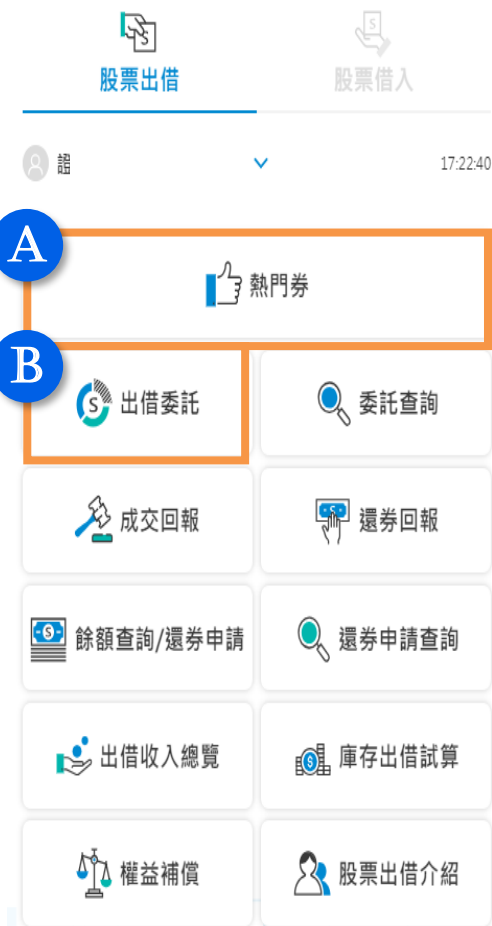 股票出借
股票借入
證
17:22:40
A
熱門券
B
出借委託
委託查詢
成交回報
還券回報
餘額查詢/還券申請
還券申請查詢
出借收入總覽
庫存出借試算
權益補償
股票出借介紹